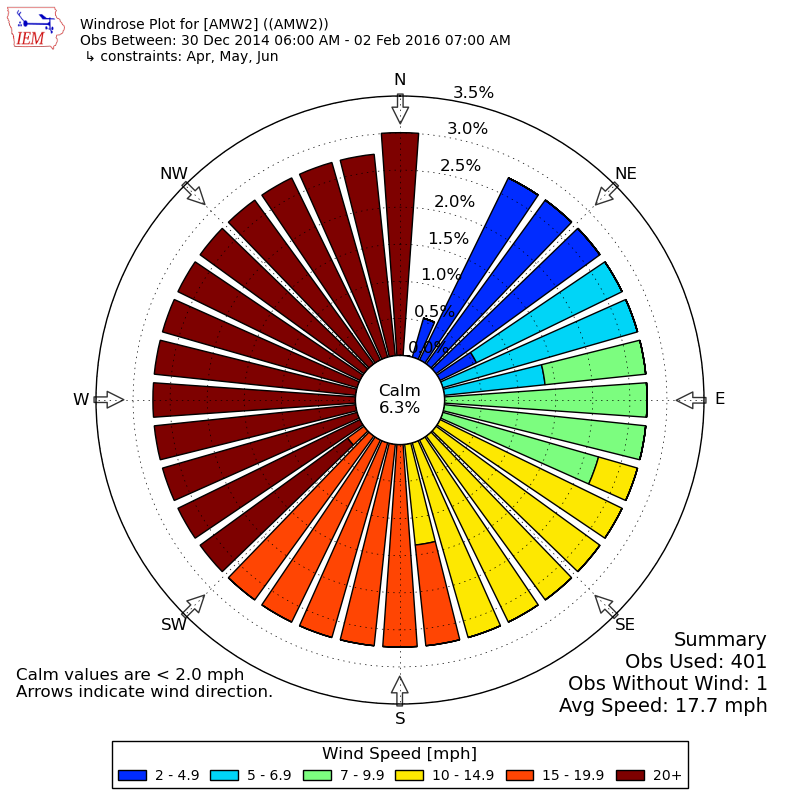 IEM
Windrose Plot for [AMW2] ((AMW2))
Obs Between: 30 Dec 2014 06:00 AM - 02 Feb 2016 07:00 AM
↳ constraints: Apr, May, Jun
N
3.5%
3.0%
2.5%
2.0%
1.5%
1.0%
0.5%
0.0%
NW
NE
W
Calm
6.3%
E
SW
SE
S
Calm values are < 2.0 mph
Arrows indicate wind direction.
Summary
Obs Used: 401
Obs Without Wind: 1
Avg Speed: 17.7 mph
Wind Speed [mph]
2 - 4.9 5 - 6.9 7 - 9.9 10 - 14.9 15 - 19.9 20+